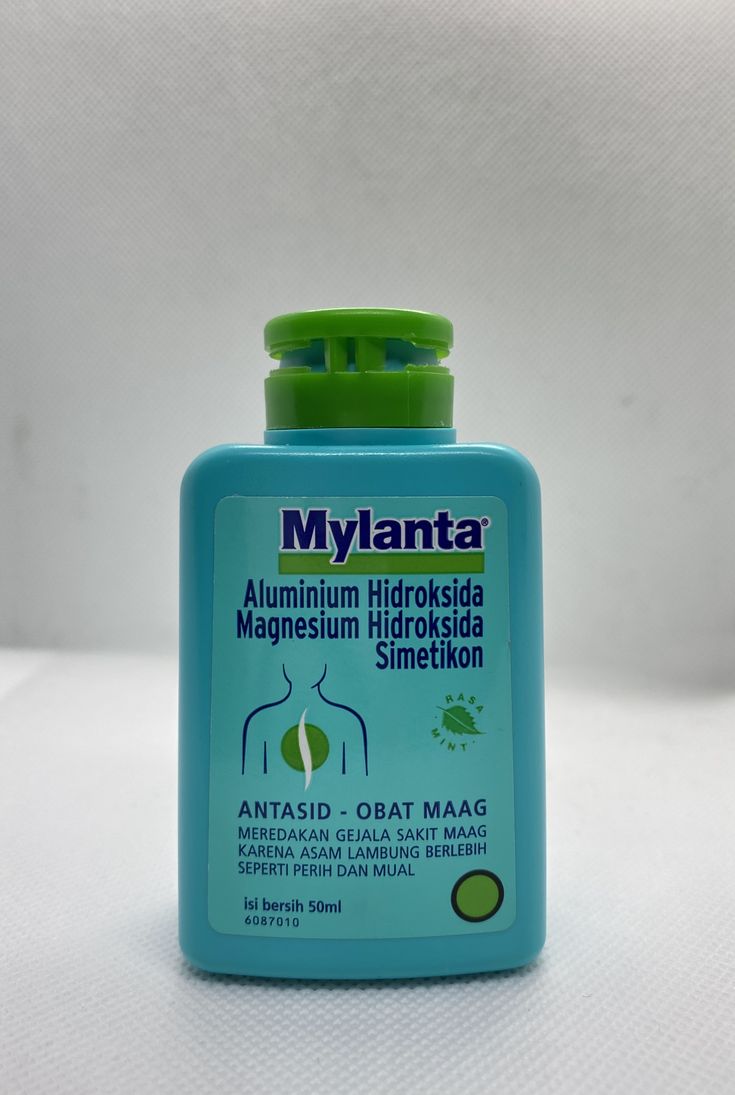 Mylanta®
Aluminium Hidroksida
Magnesium Hidroksida
Simetikon
RASA
MINT
ANTASID - OBAT MAAG
MEREDAKAN GEJALA SAKIT MAAG
KARENA ASAM LAMBUNG BERLEBIH
SEPERTI PERIH DAN MUAL
isi bersih 50ml
6087010